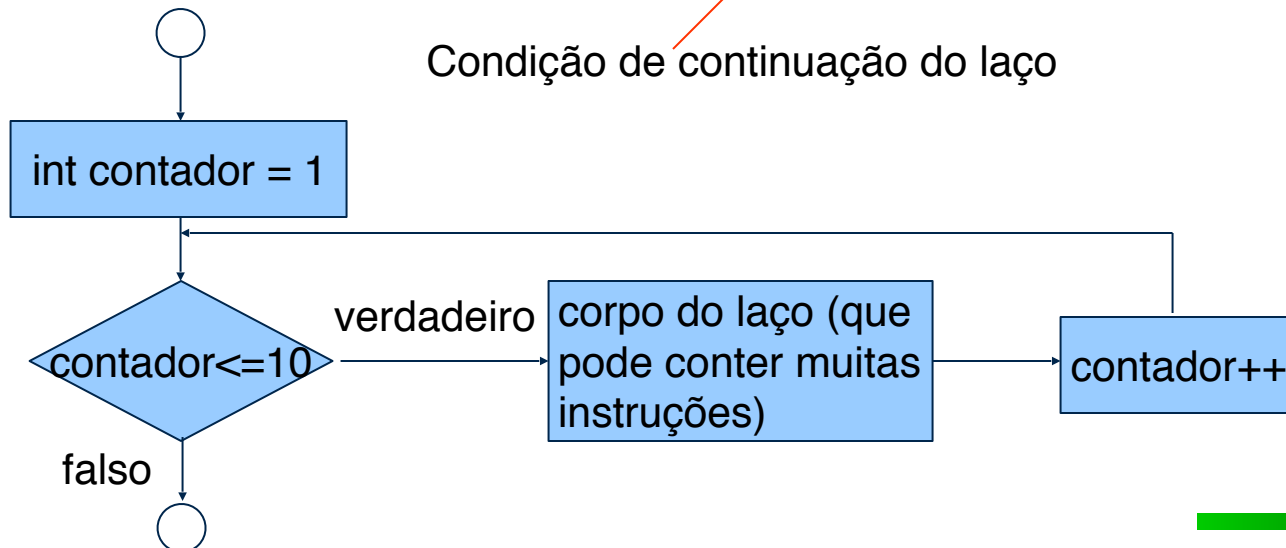 Condição de continuação do laço
int contador = 1
contador<=10
verdadeiro
corpo do laço (que
pode conter muitas
instruções)
contador++
falso